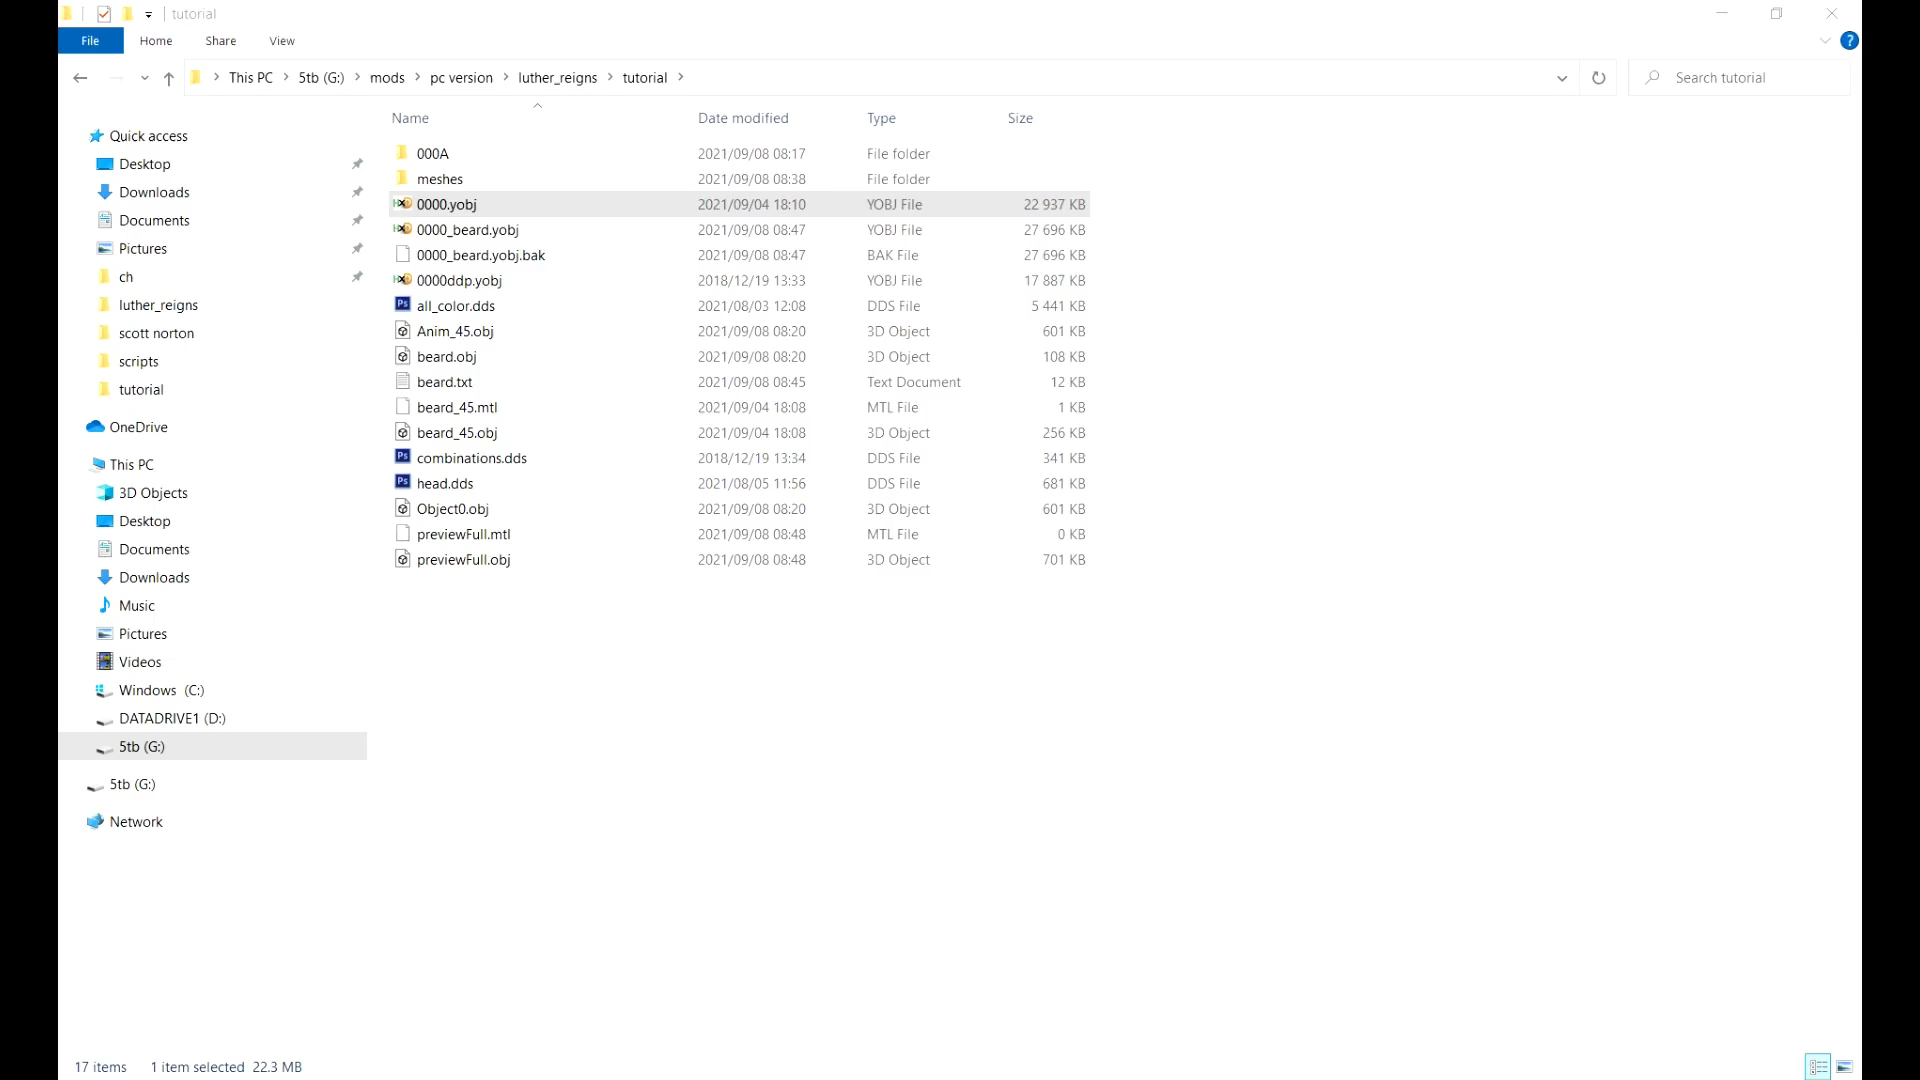 tutorial
File Home Share View
This PC 5tb (G:) mods pc version luther_reigns tutorial Search tutorial
Name Date modified Type Size
Quick access
Desktop
Downloads
Documents
Pictures
ch
luther_reigns
scott norton
scripts
tutorial
OneDrive
This PC
3D Objects
Desktop
Documents
Downloads
Music
Pictures
Videos
Windows (C:)
DATADRIVE1 (D:)
5tb (G:)
5tb (G:)
Network
000A 2021/09/08 08:17 File folder
meshes 2021/09/08 08:38 File folder
0000.yobj 2021/09/04 18:10 YOBJ File 22 937 KB
0000_beard.yobj 2021/09/08 08:47 YOBJ File 27 696 KB
0000_beard.yobj.bak 2021/09/08 08:47 BAK File 27 696 KB
0000ddp.yobj 2018/12/19 13:33 YOBJ File 17 887 KB
all_color.dds 2021/08/03 12:08 DDS File 5 441 KB
Anim_45.obj 2021/09/08 08:20 3D Object 601 KB
beard.obj 2021/09/08 08:20 3D Object 108 KB
beard.txt 2021/09/08 08:45 Text Document 12 KB
beard_45.mtl 2021/09/04 18:08 MTL File 1 KB
beard_45.obj 2021/09/04 18:08 3D Object 256 KB
combinations.dds 2018/12/19 13:34 DDS File 341 KB
head.dds 2021/08/05 11:56 DDS File 681 KB
Object0.obj 2021/09/08 08:20 3D Object 601 KB
previewFull.mtl 2021/09/08 08:48 MTL File 0 KB
previewFull.obj 2021/09/08 08:48 3D Object 701 KB
17 items 1 item selected 22.3 MB